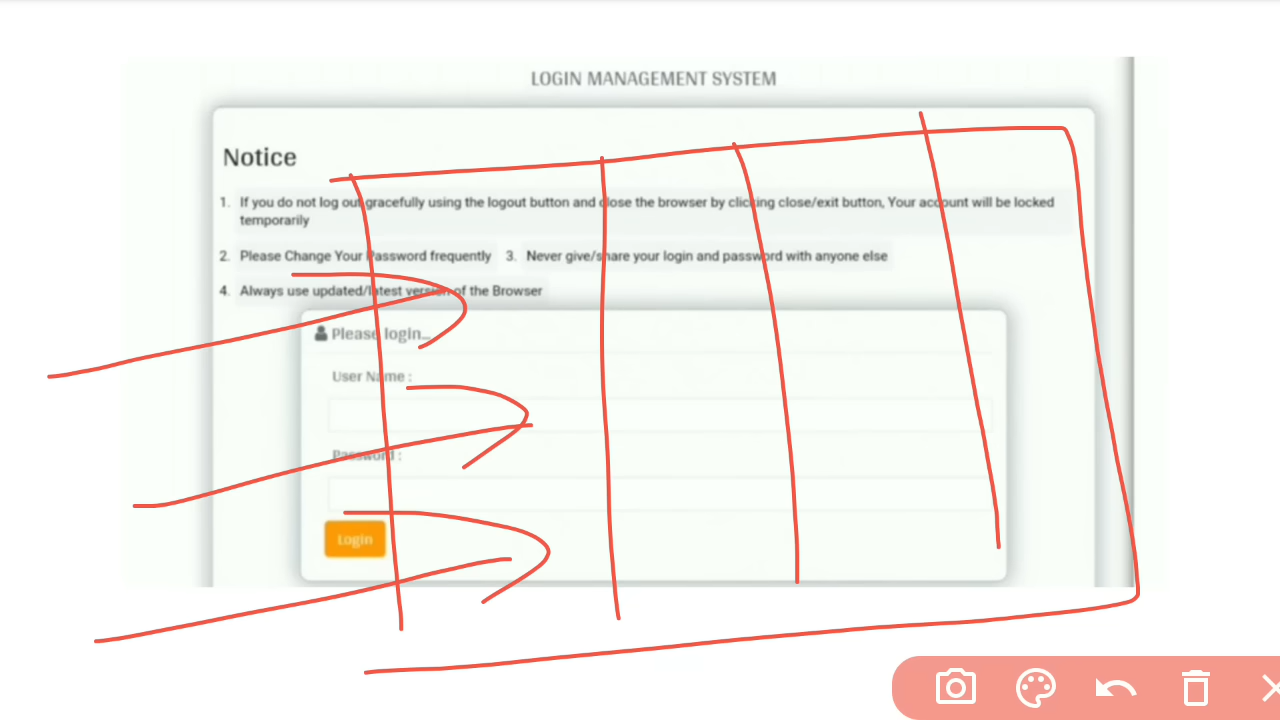 LOGIN MANAGEMENT SYSTEM
Notice
1. If you do not log out gracefully using the logout button and close the browser by clicking close/exit button, Your account will be locked
temporarily
2. Please Change Your Password frequently 3. Never give/share your login and password with anyone else
4. Always use updated/latest version of the Browser
Please login...
User Name :
Password :
Login